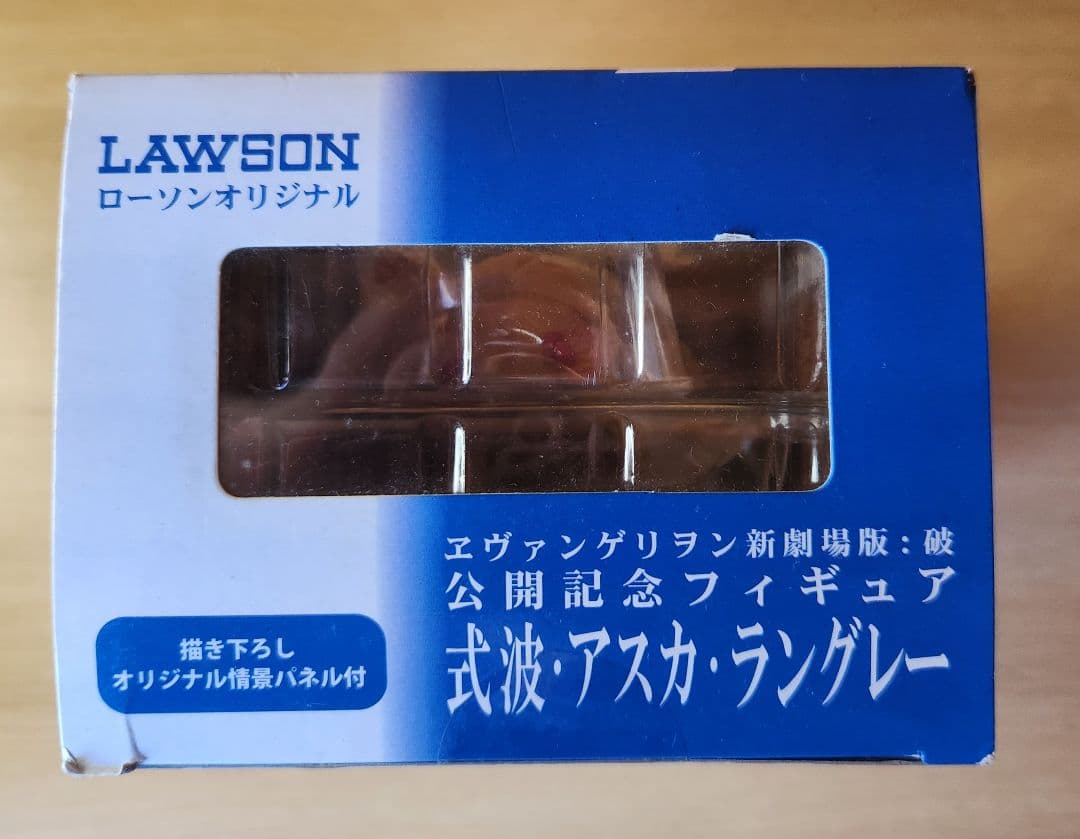 LAWSON
ローソンオリジナル
ヱヴァンゲリヲン新劇場版:破
公開記念フィギュア
式波・アスカ・ラングレー
描き下ろし
オリジナル情景パネル付